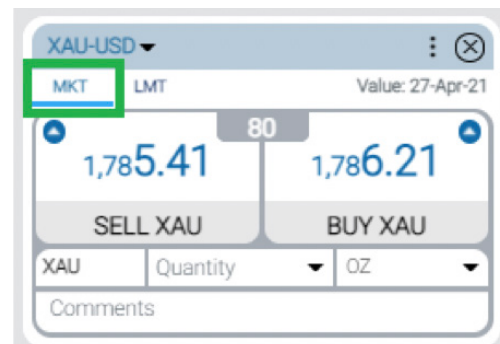 XAU-USD
MKT LMT Value: 27-Apr-21
80
1,785.41 1,786.21
SELL XAU BUY XAU
XAU Quantity OZ
Comments